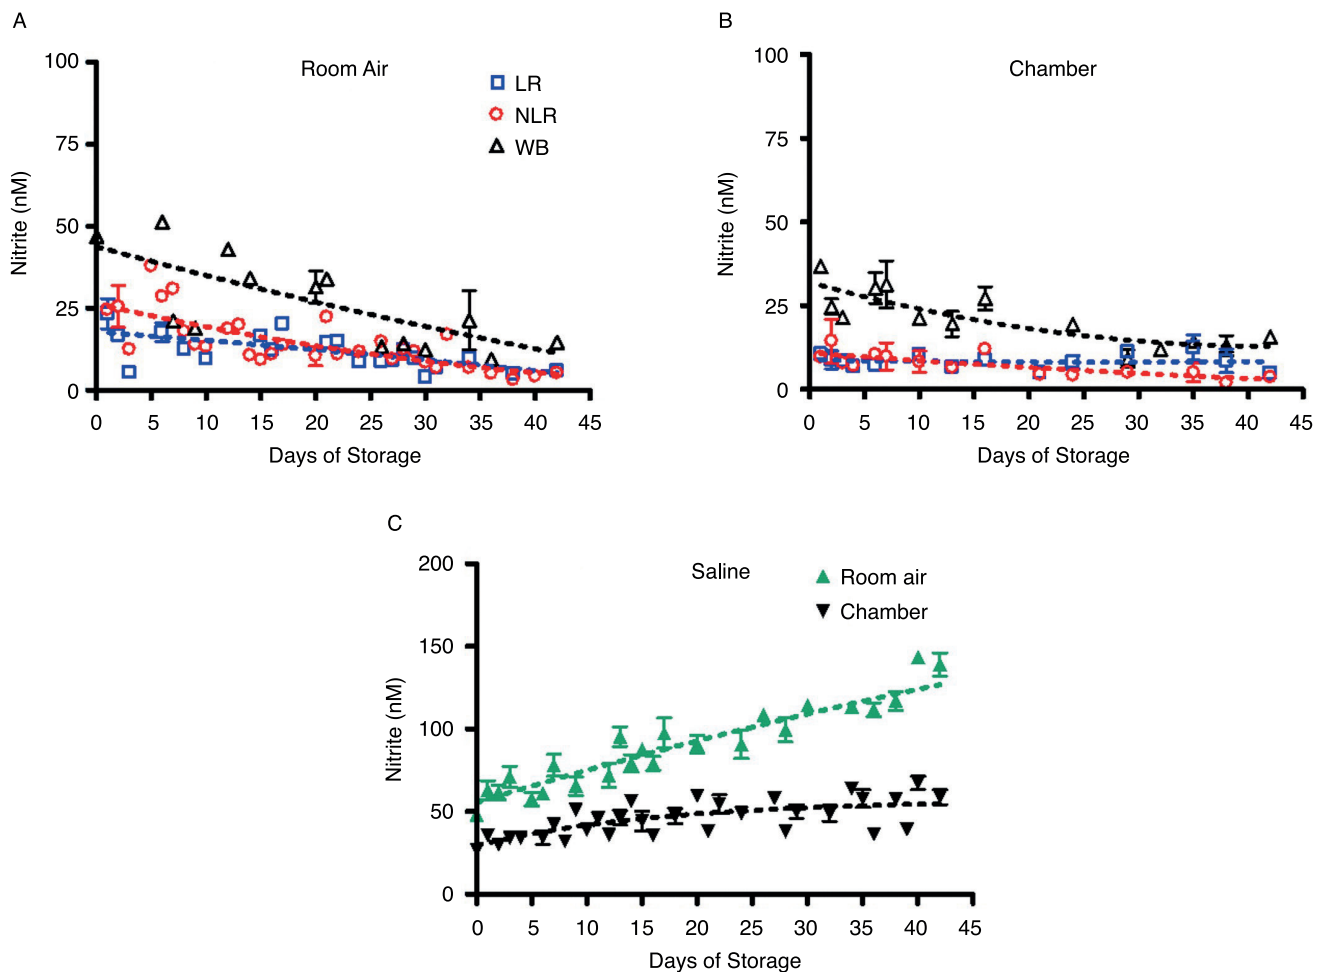 A
Room Air
LR
NLR
WB
100
75
50
25
0
Nitrite (nM)
0 5 10 15 20 25 30 35 40 45
Days of Storage
B
Chamber
100
75
50
25
0
Nitrite (nM)
0 5 10 15 20 25 30 35 40 45
Days of Storage
C
Saline
Room air
Chamber
200
150
100
50
0
Nitrite (nM)
0 5 10 15 20 25 30 35 40 45
Days of Storage